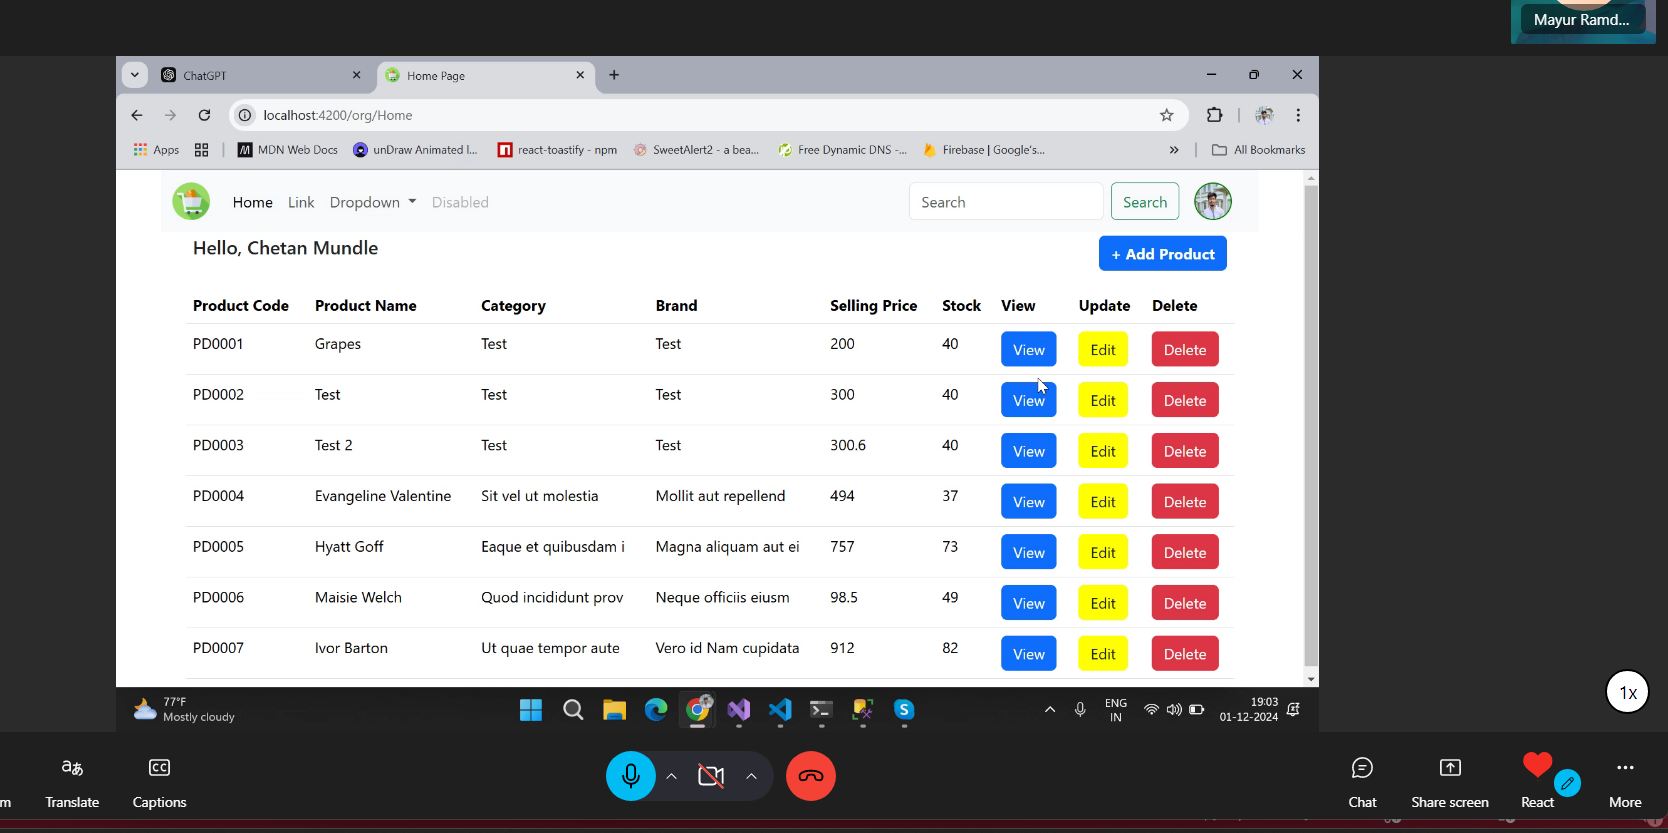 Mayur Ramd...
ChatGPT
Home Page
localhost:4200/org/Home
Apps
MDN Web Docs
unDraw Animated I...
react-toastify - npm
SweetAlert2 - a bea...
Free Dynamic DNS -...
Firebase | Google's...
All Bookmarks
Home Link Dropdown Disabled
Search Search
Hello, Chetan Mundle
+ Add Product
Product Code Product Name Category Brand Selling Price Stock View Update Delete
PD0001 Grapes Test Test 200 40 View Edit Delete
PD0002 Test Test Test 300 40 View Edit Delete
PD0003 Test 2 Test Test 300.6 40 View Edit Delete
PD0004 Evangeline Valentine Sit vel ut molestia Mollit aut repellend 494 37 View Edit Delete
PD0005 Hyatt Goff Eaque et quibusdam i Magna aliquam aut ei 757 73 View Edit Delete
PD0006 Maisie Welch Quod incididunt prov Neque officiis eiusm 98.5 49 View Edit Delete
PD0007 Ivor Barton Ut quae tempor aute Vero id Nam cupidata 912 82 View Edit Delete
1x
77°F
Mostly cloudy
ENG
IN
19:03
01-12-2024
m
Translate
CC
Captions
Chat
Share screen
React
More